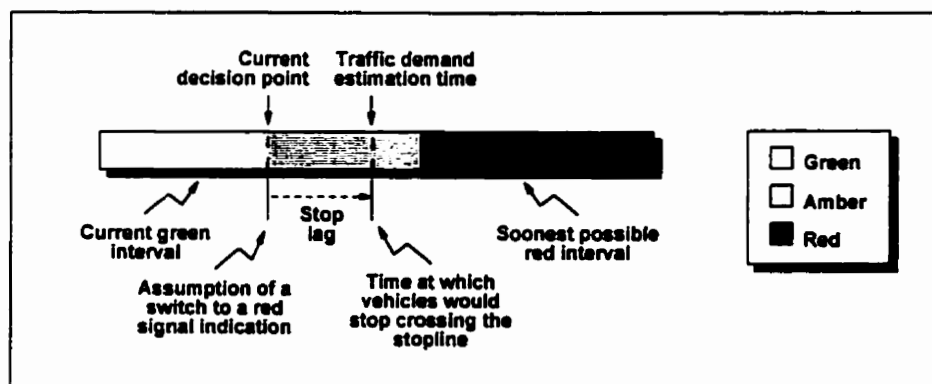 Current
decision point
Traffic demand
estimation time
Green
Amber
Red
Stop
lag
Current green
interval
Soonest possible
red interval
Assumption of a
switch to a red
signal indication
Time at which
vehicles would
stop crossing the
stopline